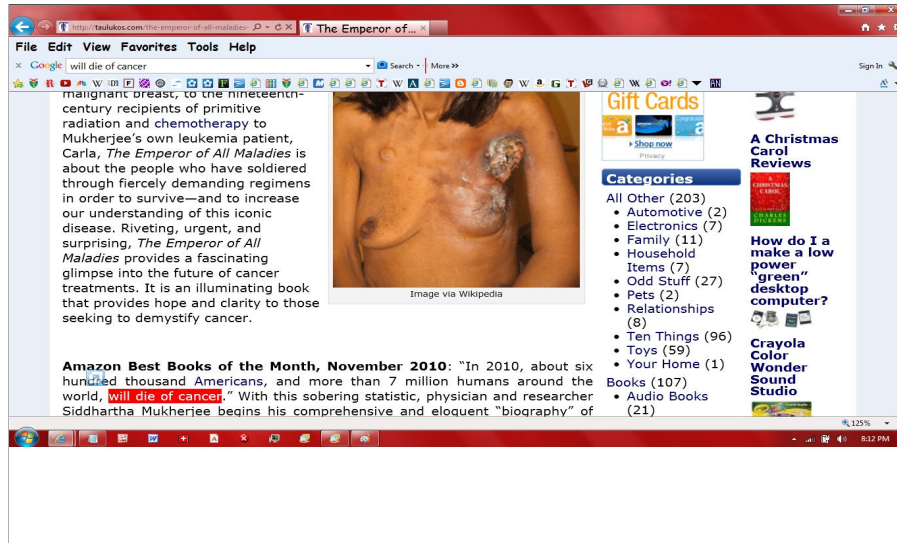 http://taulukos.com/the-emperor-of-all-maladies-
The Emperor of...
File Edit View Favorites Tools Help
Google will die of cancer Search More >> Sign In
malignant breast, to the nineteenth-
century recipients of primitive
radiation and chemotherapy to
Mukherjee's own leukemia patient,
Carla, The Emperor of All Maladies is
about the people who have soldiered
through fiercely demanding regimens
in order to survive—and to increase
our understanding of this iconic
disease. Riveting, urgent, and
surprising, The Emperor of All
Maladies provides a fascinating
glimpse into the future of cancer
treatments. It is an illuminating book
that provides hope and clarity to those
seeking to demystify cancer.
Image via Wikipedia
Amazon Best Books of the Month, November 2010: “In 2010, about six
hundred thousand Americans, and more than 7 million humans around the
world, will die of cancer.” With this sobering statistic, physician and researcher
Siddhartha Mukherjee begins his comprehensive and eloquent “biography” of
Gift Cards
Shop now
Privacy
Categories
All Other (203)
Automotive (2)
Electronics (7)
Family (11)
Household
Items (7)
Odd Stuff (27)
Pets (2)
Relationships
(8)
Ten Things (96)
Toys (59)
Your Home (1)
Books (107)
Audio Books
(21)
A Christmas
Carol
Reviews
A CHRISTMAS
CAROL
CHARLES
DICKENS
How do I a
make a low
power
“green”
desktop
computer?
Crayola
Color
Wonder
Sound
Studio
125%
8:12 PM